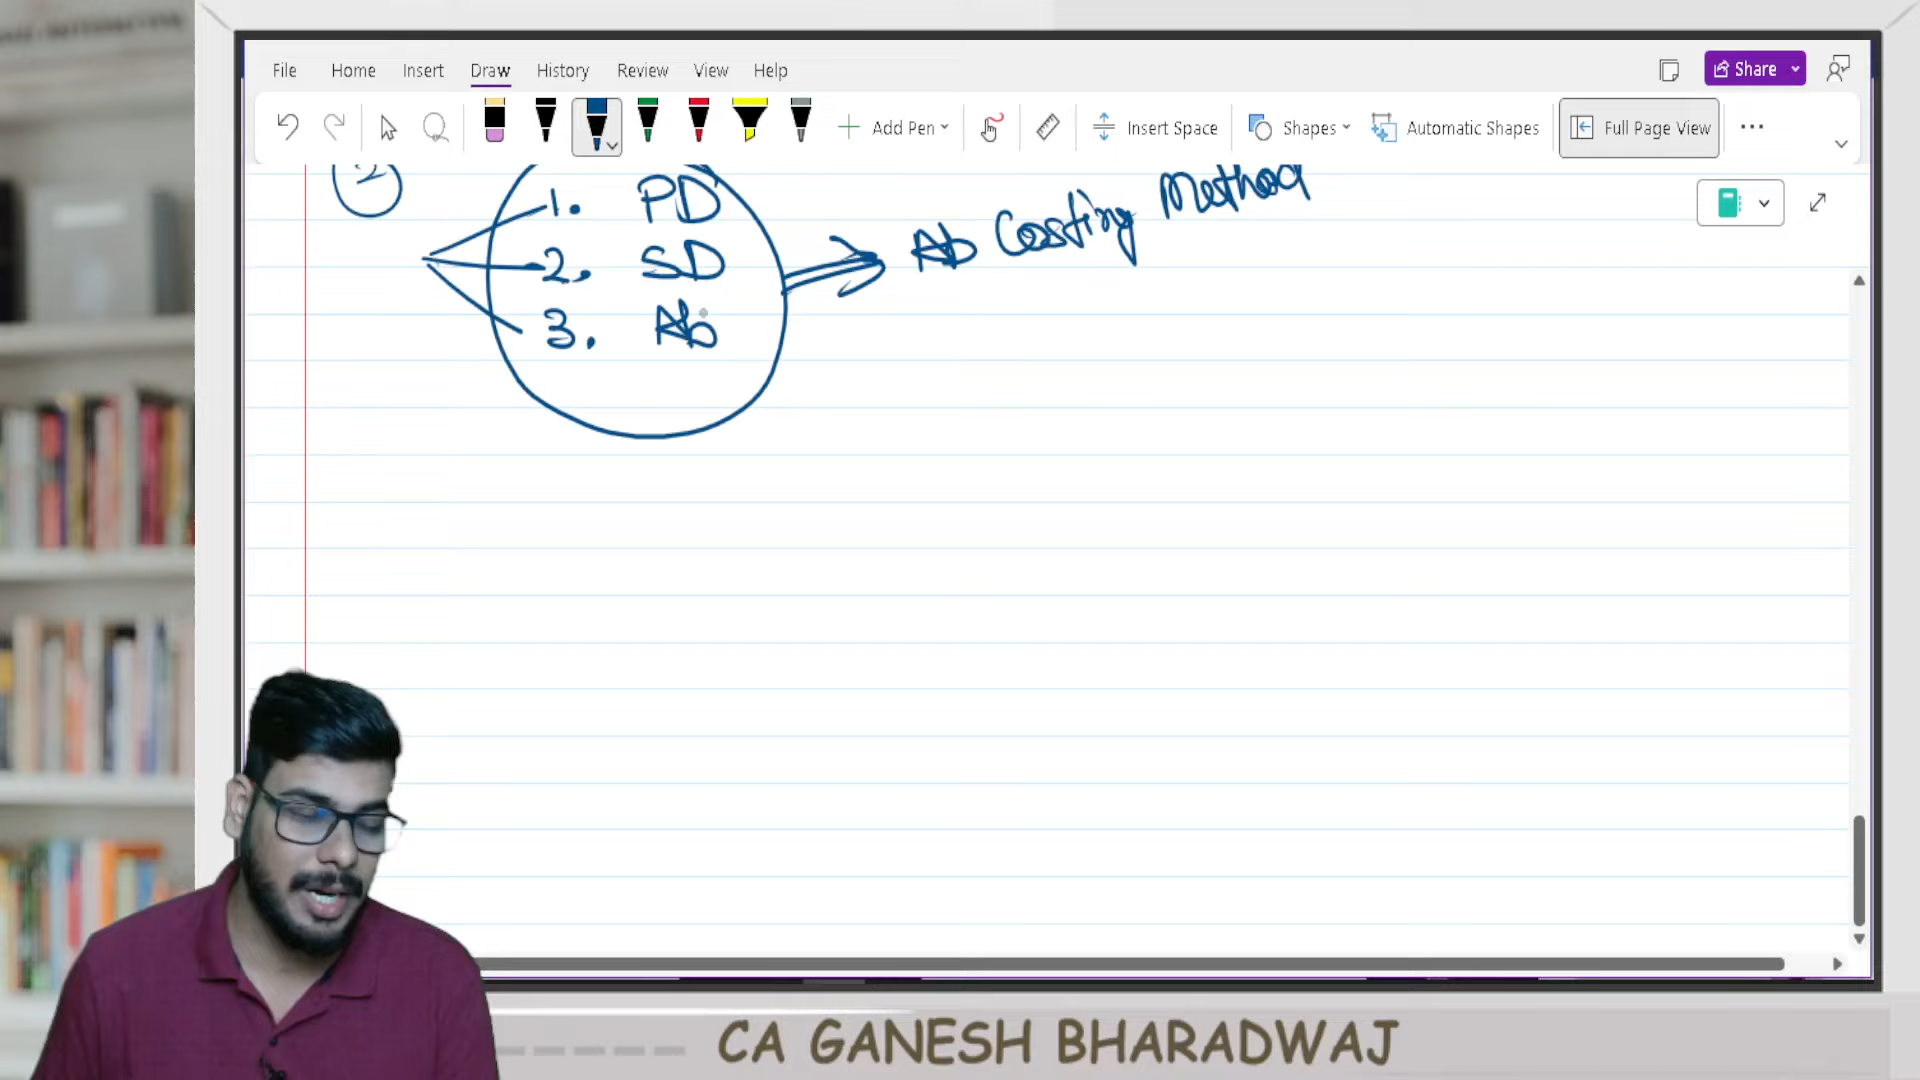 File Home Insert Draw History Review View Help Share
Add Pen Insert Space Shapes Automatic Shapes Full Page View
2
1. PD
2. SD
3. Ab
Ab Costing Method
CA GANESH BHARADWAJ